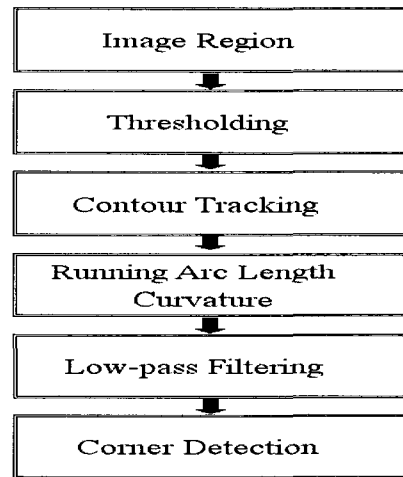 Image Region
Thresholding
Contour Tracking
Running Arc Length
Curvature
Low-pass Filtering
Corner Detection